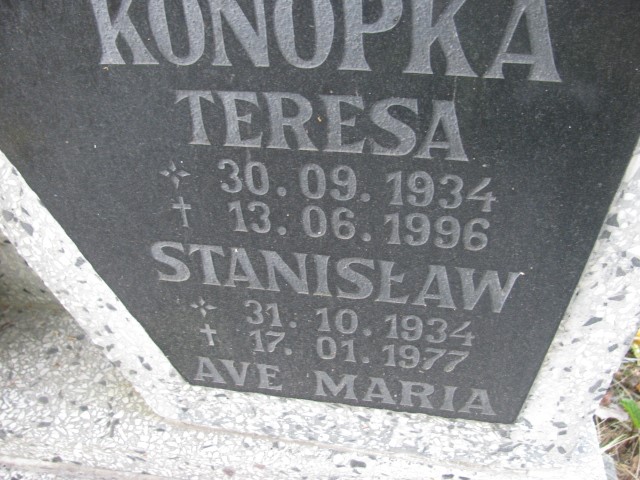 KONOPKA
TERESA
30.09.1934
13.06.1996
STANISŁAW
31.10.1934
17.01.1977
AVE MARIA